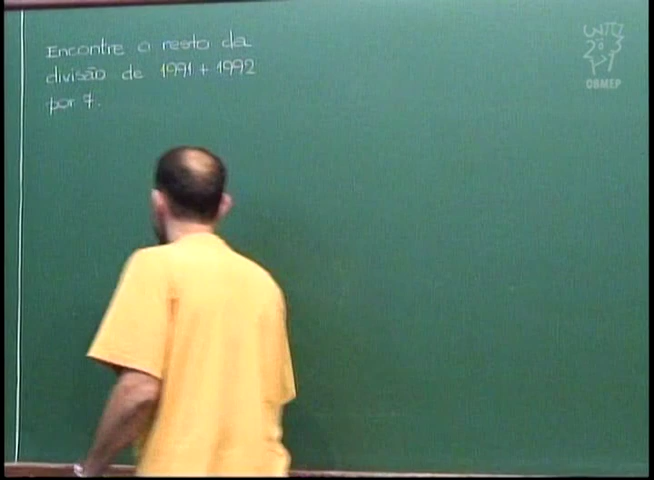 Encontre o resto da
divisão de 1991 + 1992
por 7.
OBMEP